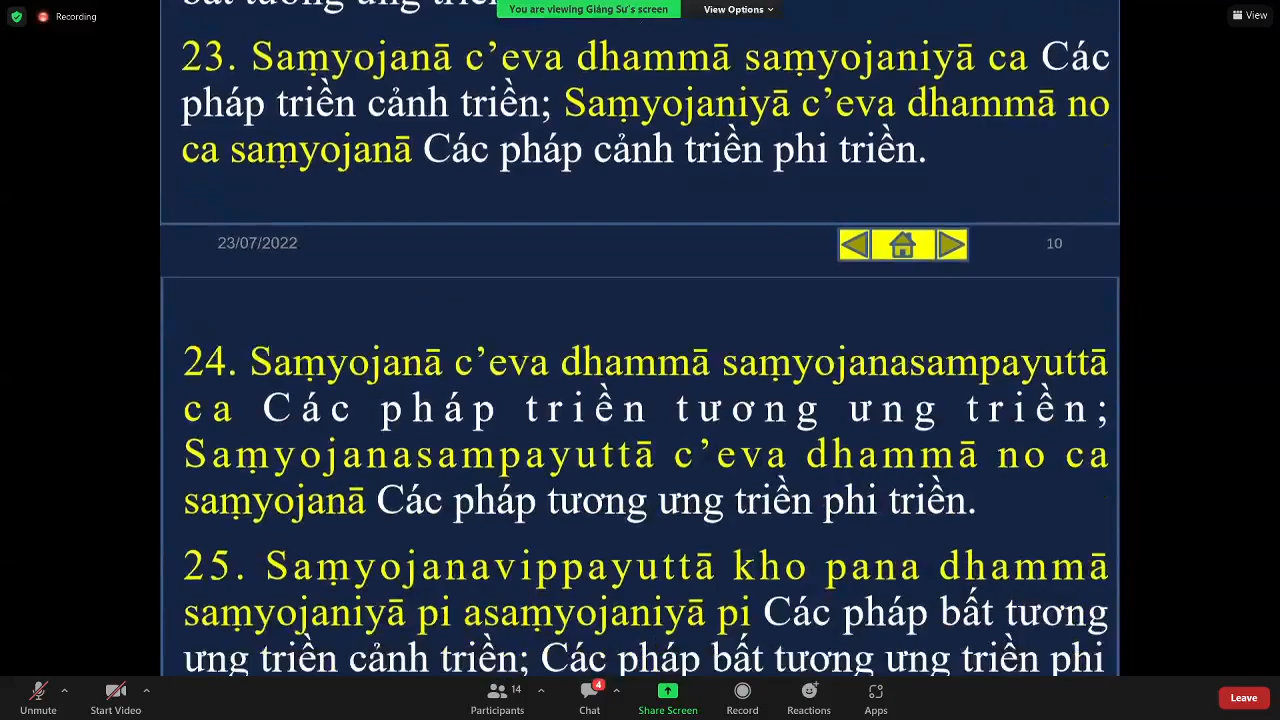 You are viewing Giảng Sư's screen
View Options
Recording
View
bất tương ưng triền
23. Saṃyojanā c’eva dhammā saṃyojaniyā ca Các
pháp triền cảnh triền; Saṃyojaniyā c’eva dhammā no
ca saṃyojanā Các pháp cảnh triền phi triền.
23/07/2022
10
24. Saṃyojanā c’eva dhammā saṃyojanasampayuttā
ca Các pháp triền tương ưng triền;
Saṃyojanasampayuttā c’eva dhammā no ca
saṃyojanā Các pháp tương ưng triền phi triền.
25. Saṃyojanavippayuttā kho pana dhammā
saṃyojaniyā pi asaṃyojaniyā pi Các pháp bất tương
ưng triền cảnh triền; Các pháp bất tương ưng triền phi
Unmute
Start Video
14
Participants
4
Chat
Share Screen
Record
Reactions
Apps
Leave